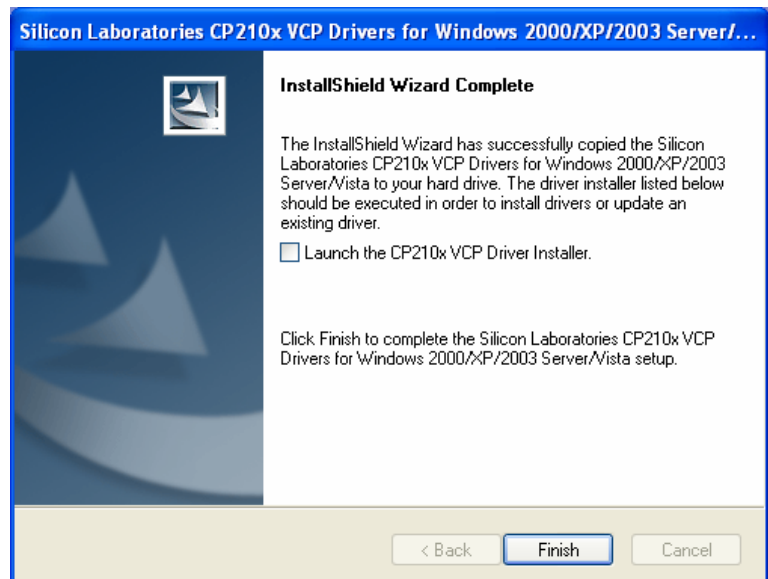 Silicon Laboratories CP210x VCP Drivers for Windows 2000/XP/2003 Server/...
InstallShield Wizard Complete
The InstallShield Wizard has successfully copied the Silicon
Laboratories CP210x VCP Drivers for Windows 2000/XP/2003
Server/Vista to your hard drive. The driver installer listed below
should be executed in order to install drivers or update an
existing driver.
Launch the CP210x VCP Driver Installer.
Click Finish to complete the Silicon Laboratories CP210x VCP
Drivers for Windows 2000/XP/2003 Server/Vista setup.
< Back Finish Cancel